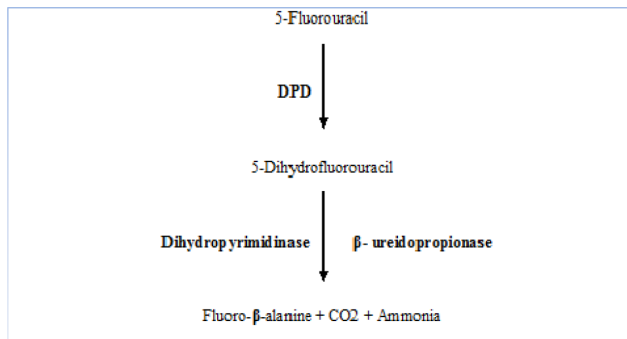 5-Fluorouracil
DPD
5-Dihydrofluorouracil
Dihydropyrimidinase β- ureidopropionase
Fluoro-β-alanine + CO2 + Ammonia